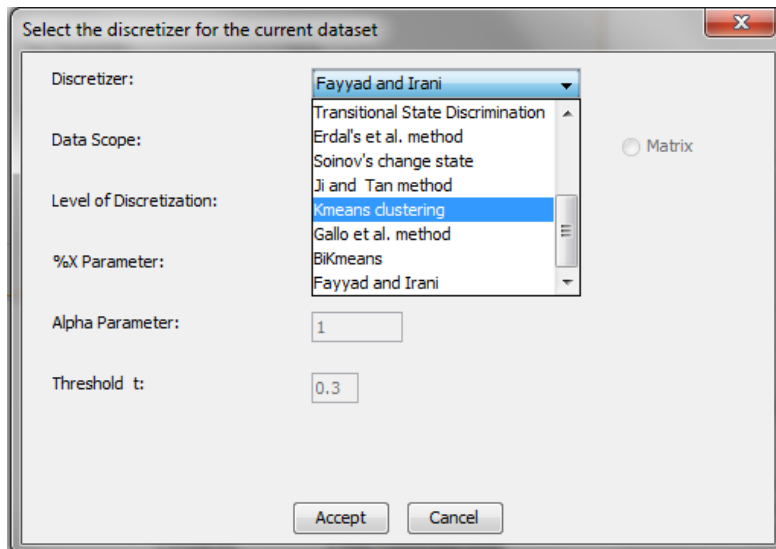 Select the discretizer for the current dataset
Discretizer:
Fayyad and Irani
Transitional State Discrimination
Erdal's et al. method
Data Scope:
Matrix
Soinov's change state
Ji and Tan method
Level of Discretization:
Kmeans clustering
Gallo et al. method
%X Parameter:
BiKmeans
Fayyad and Irani
Alpha Parameter:
1
Threshold t:
0.3
Accept
Cancel